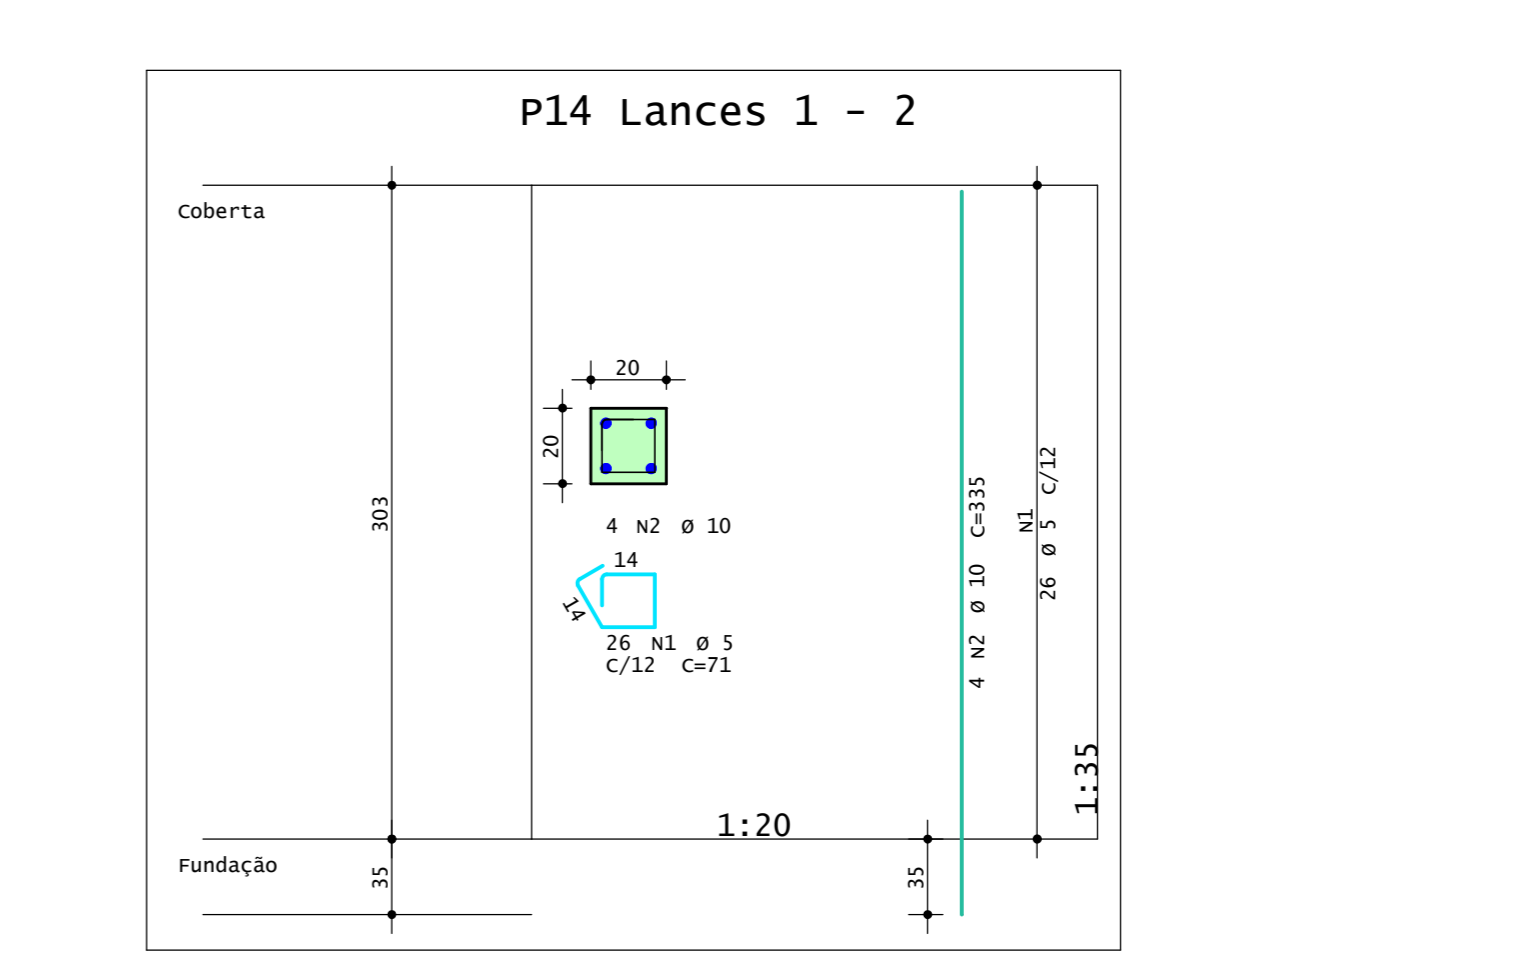 P14 Lances 1 - 2
Coberta
20
20
303
4 N2 Ø 10
14
14
26 N1 Ø 5
C/12 C=71
4 N2 Ø 10 C=335
N1
26 Ø 5 C/12
1:35
1:20
Fundação
35
35